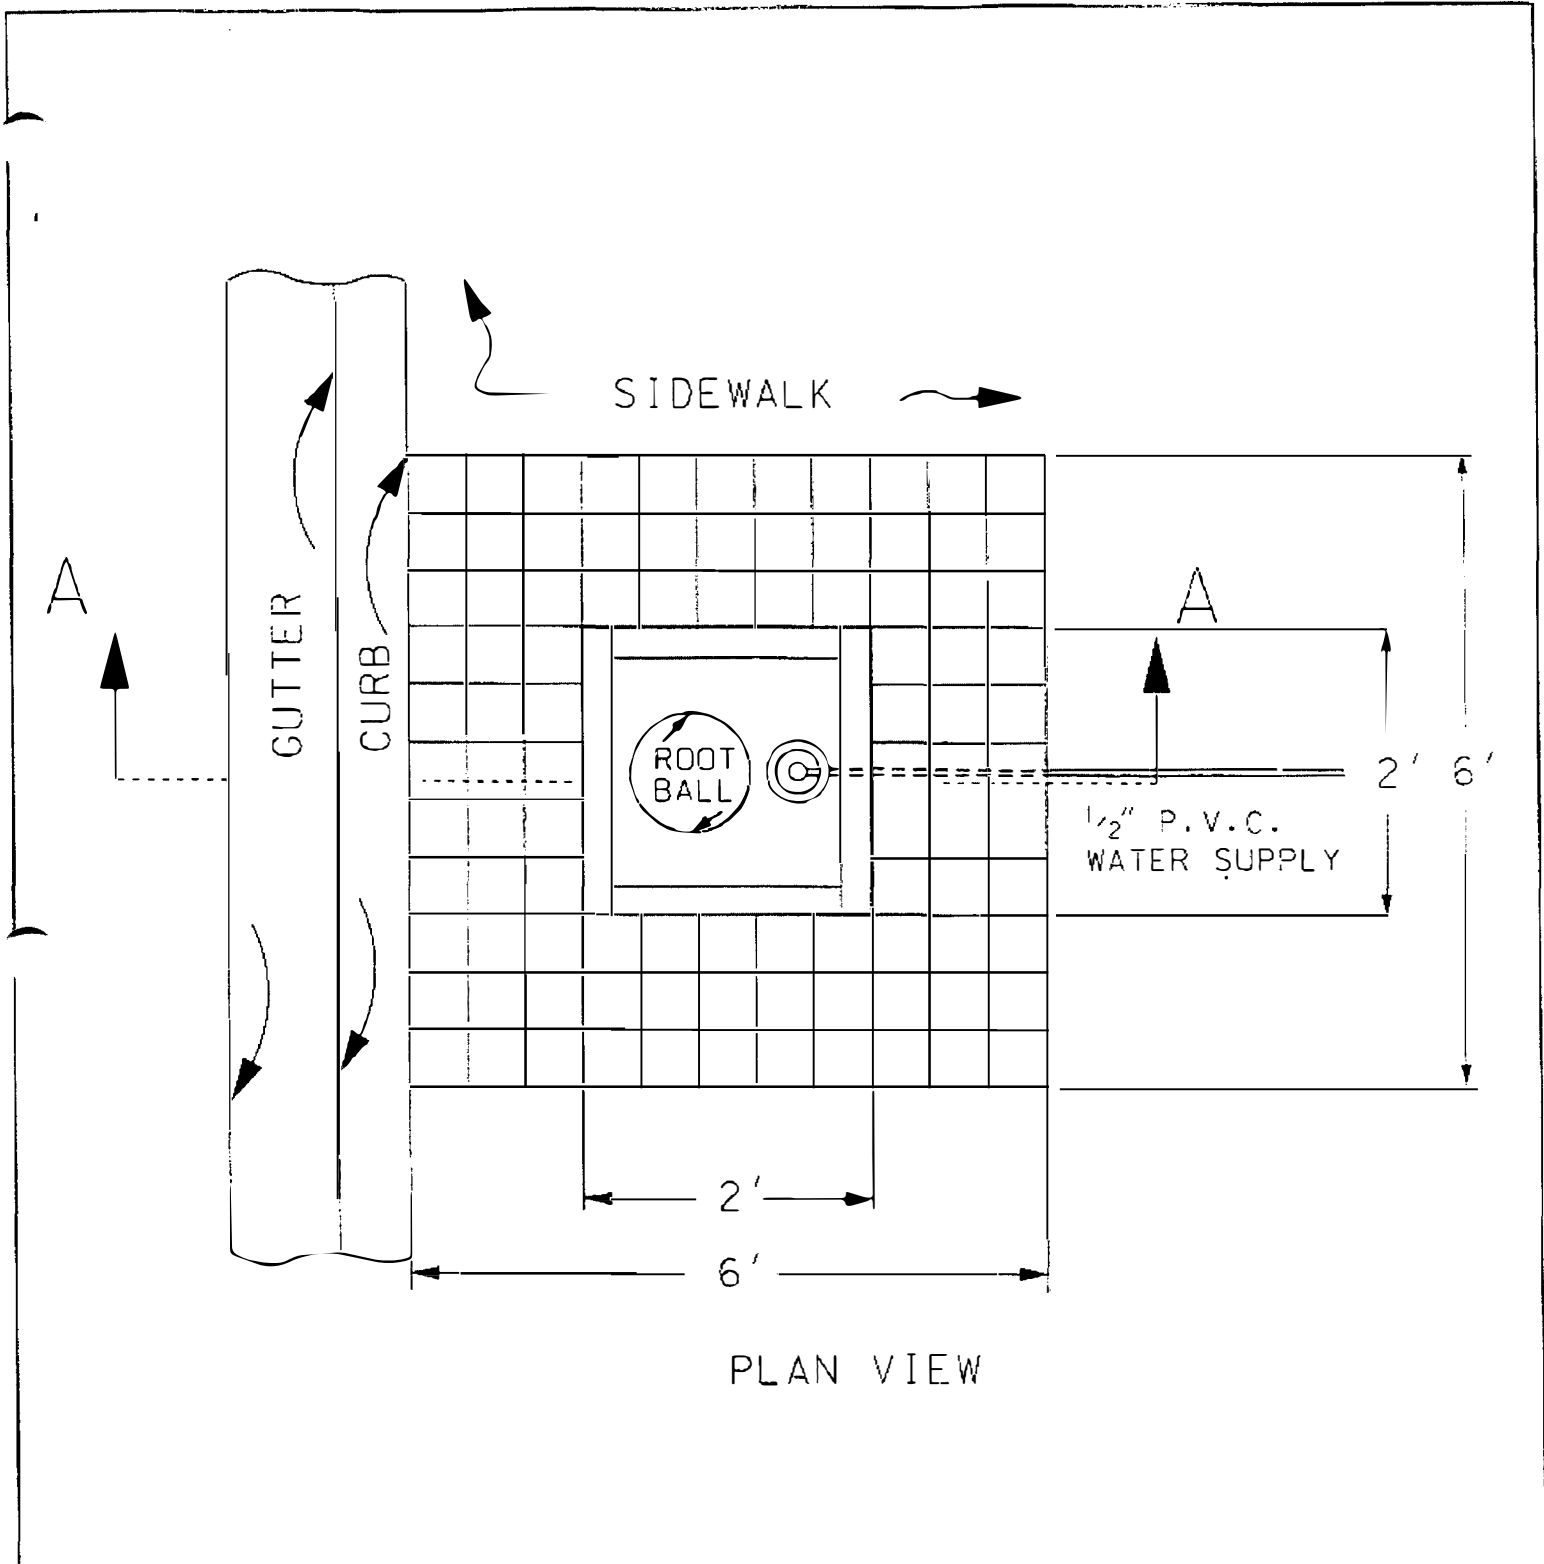 SIDEWALK
A
A
GUTTER
CURB
ROOT
BALL
2' 6'
1/2" P.V.C.
WATER SUPPLY
2'
6'
PLAN VIEW